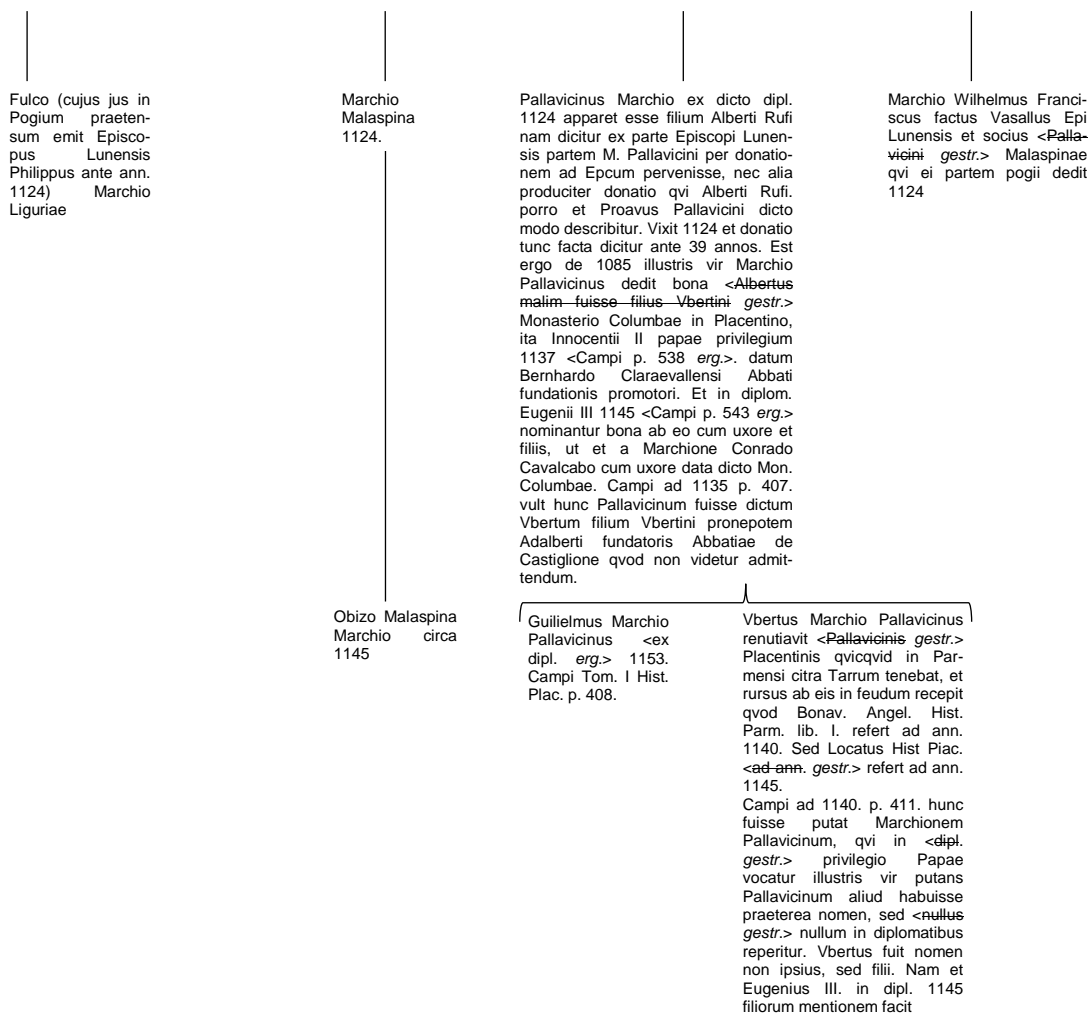 Fulco (cujus jus in
Pogium praeten-
sum emit Episco-
pus Lunensis
Philippus ante ann.
1124) Marchio
Liguriae
Marchio
Malaspina
1124.
Pallavicinus Marchio ex dicto dipl.
1124 apparet esse filium Alberti Rufi
nam dicitur ex parte Episcopi Lunen-
sis partem M. Pallavicini per donatio-
nem ad Epcum pervenisse, nec alia
produciter donatio qvi Alberti Rufi.
porro et Proavus Pallavicini dicto
modo describitur. Vixit 1124 et donatio
tunc facta dicitur ante 39 annos. Est
ergo de 1085 illustris vir Marchio
Pallavicinus dedit bona <Albertus
malim fuisse filius Vbertini gestr.>
Monasterio Columbae in Placentino,
ita Innocentii II papae privilegium
1137 <Campi p. 538 erg.>. datum
Bernhardo Claraevallensi Abbati
fundationis promotori. Et in diplom.
Eugenii III 1145 <Campi p. 543 erg.>
nominantur bona ab eo cum uxore et
filiis, ut et a Marchione Conrado
Cavalcabo cum uxore data dicto Mon.
Columbae. Campi ad 1135 p. 407.
vult hunc Pallavicinum fuisse dictum
Vbertum filium Vbertini pronepotem
Adalberti fundatoris Abbatiae de
Castiglione qvod non videtur admit-
tendum.
Marchio Wilhelmus Franci-
scus factus Vasallus Epi
Lunensis et socius <Palla-
vicini gestr.> Malaspinae
qvi ei partem pogii dedit
1124
Obizo Malaspina
Marchio circa
1145
Guilielmus Marchio
Pallavicinus <ex
dipl. erg.> 1153.
Campi Tom. I Hist.
Plac. p. 408.
Vbertus Marchio Pallavicinus
renutiavit <Pallavicinis gestr.>
Placentinis qvicqvid in Par-
mensi citra Tarrum tenebat, et
rursus ab eis in feudum recepit
qvod Bonav. Angel. Hist.
Parm. lib. I. refert ad ann.
1140. Sed Locatus Hist Piac.
<ad ann. gestr.> refert ad ann.
1145.
Campi ad 1140. p. 411. hunc
fuisse putat Marchionem
Pallavicinum, qvi in <dipl.
gestr.> privilegio Papae
vocatur illustris vir putans
Pallavicinum aliud habuisse
praeterea nomen, sed <nullus
gestr.> nullum in diplomatibus
reperitur. Vbertus fuit nomen
non ipsius, sed filii. Nam et
Eugenius III. in dipl. 1145
filiorum mentionem facit